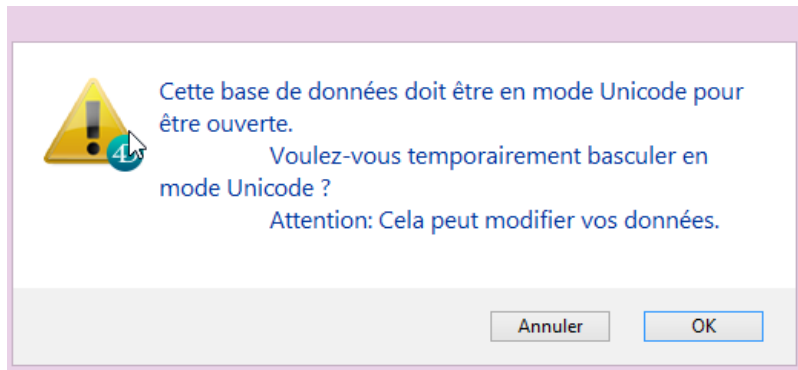 Cette base de données doit être en mode Unicode pour
être ouverte.
Voulez-vous temporairement basculer en
mode Unicode ?
Attention: Cela peut modifier vos données.
4D
Annuler
OK